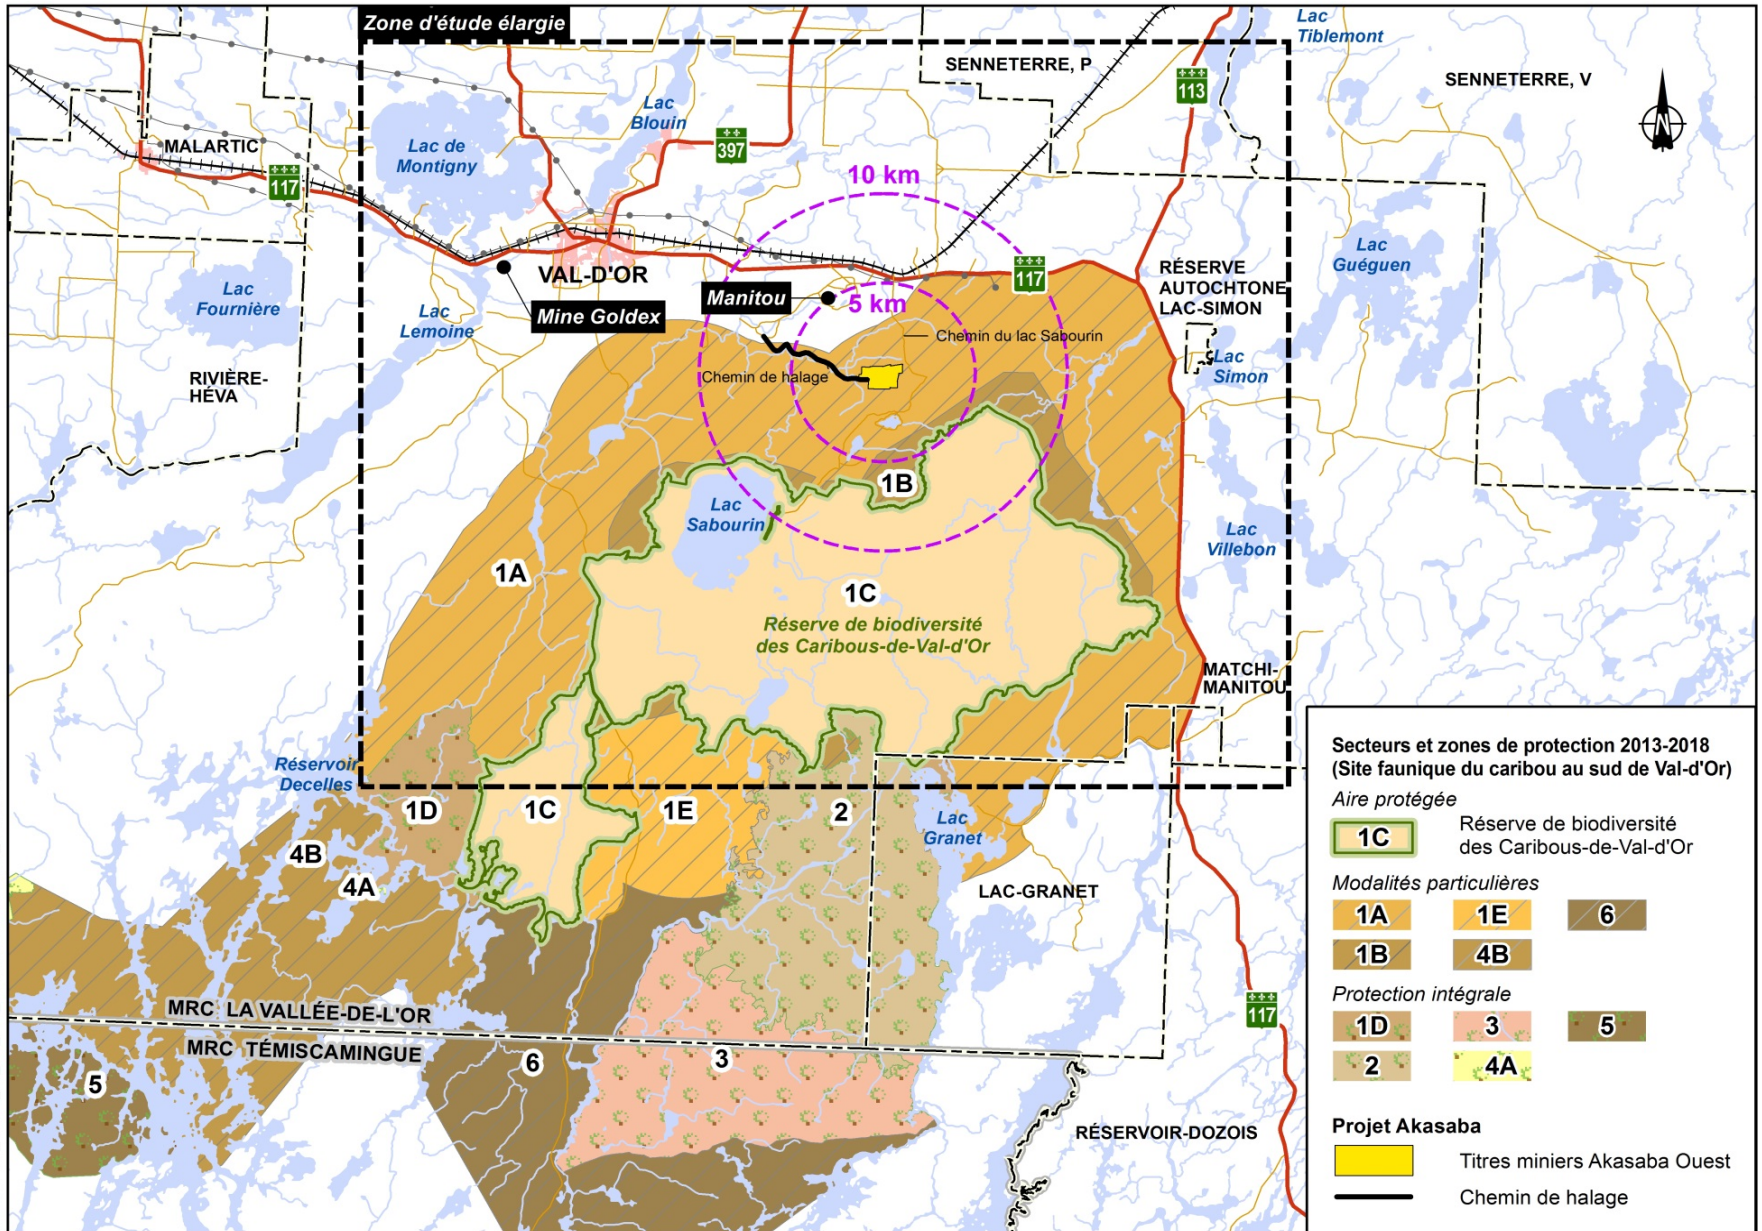 Zone d'étude élargie
Lac
Tiblemont
SENNETERRE, P
SENNETERRE, V
113
Lac
Blouin
397
Lac de
Montigny
MALARTIC
117
N
10 km
VAL-D'OR
Mine Goldex
Manitou
5 km
117
RÉSERVE
AUTOCHTONE
LAC-SIMON
Lac
Guéguen
Lac
Fournière
Lac
Lemoine
Chemin du lac Sabourin
Chemin de halage
Lac
Simon
RIVIÈRE-
HÉVA
1B
Lac
Sabourin
Lac
Villebon
1A
1C
Réserve de biodiversité
des Caribous-de-Val-d'Or
MATCHI-
MANITOU
Réservoir
Decelles
1D
1C
1E
2
Lac
Granet
4B
4A
LAC-GRANET
MRC LA VALLÉE-DE-L'OR
MRC TÉMISCAMINGUE
117
5
6
3
RÉSERVOIR-DOZOIS
Secteurs et zones de protection 2013-2018
(Site faunique du caribou au sud de Val-d'Or)
Aire protégée
1C
Réserve de biodiversité
des Caribous-de-Val-d'Or
Modalités particulières
1A 1E 6
1B 4B
Protection intégrale
1D 3 5
2 4A
Projet Akasaba
Titres miniers Akasaba Ouest
Chemin de halage